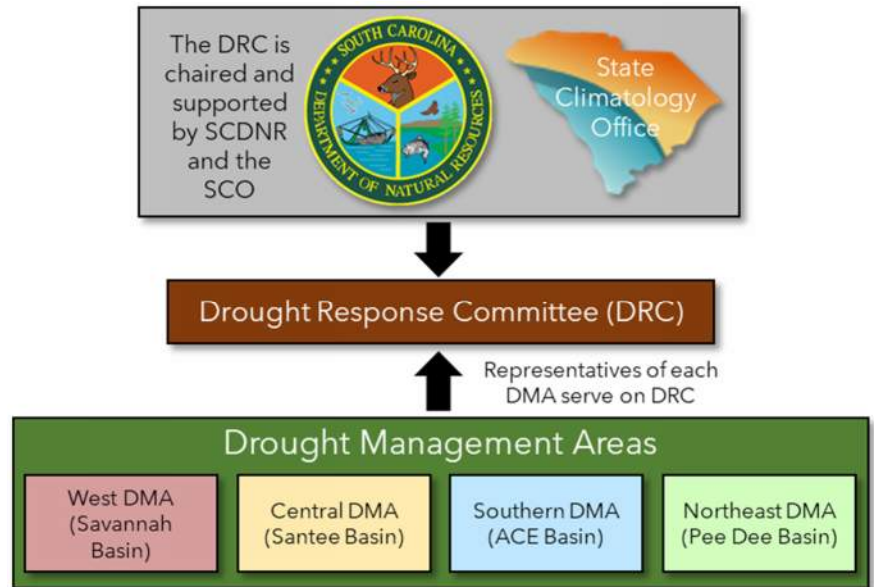 The DRC is
chaired and
supported
by SCDNR
and the
SCO
SOUTH CAROLINA
DEPARTMENT OF NATURAL RESOURCES
State
Climatology
Office
Drought Response Committee (DRC)
Representatives of each
DMA serve on DRC
Drought Management Areas
West DMA
(Savannah
Basin)
Central DMA
(Santee Basin)
Southern DMA
(ACE Basin)
Northeast DMA
(Pee Dee Basin)